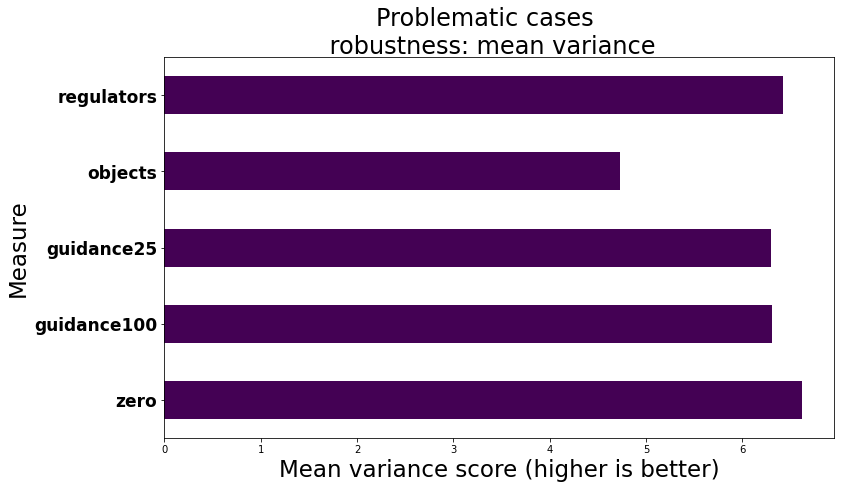 Problematic cases
robustness: mean variance
Measure
regulators
objects
guidance25
guidance100
zero
0 1 2 3 4 5 6
Mean variance score (higher is better)